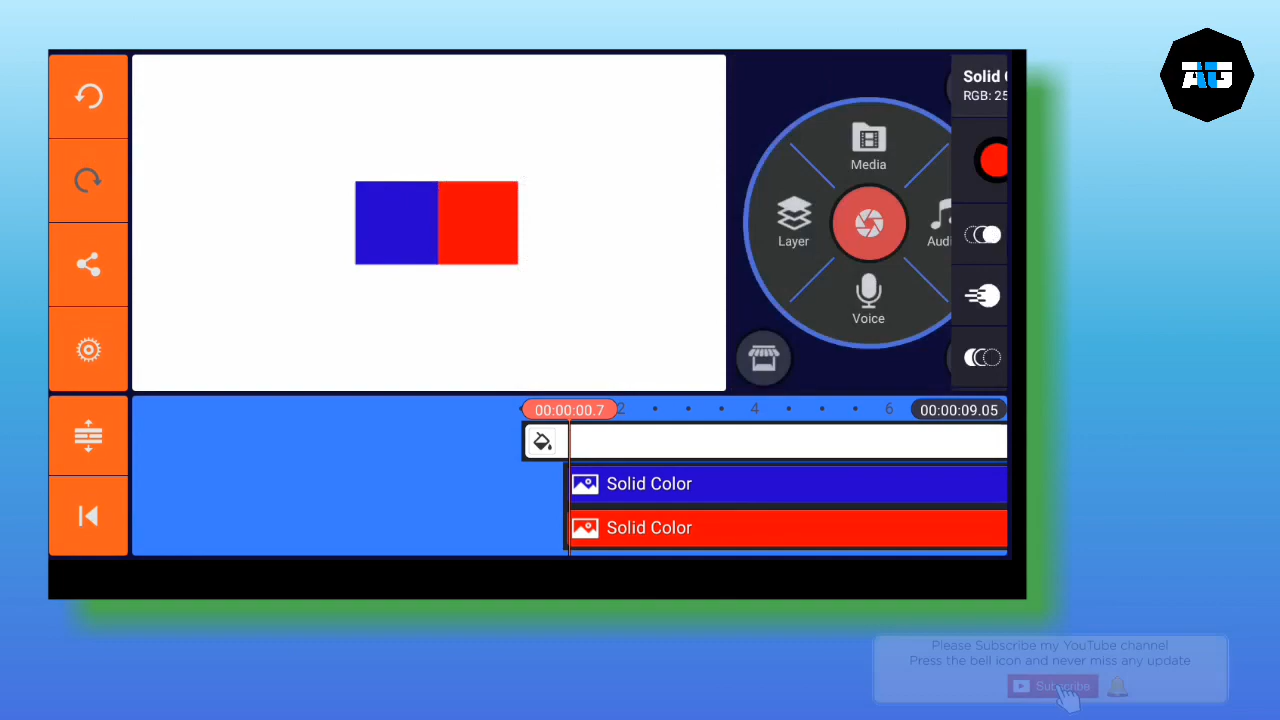 ATG
Solid
RGB: 25
Media
Layer
Audi
Voice
00:00:00.7
2
4
6
00:00:09.05
Solid Color
Solid Color
Please Subscribe my YouTube channel
Press the bell icon and never miss any update
Subscribe